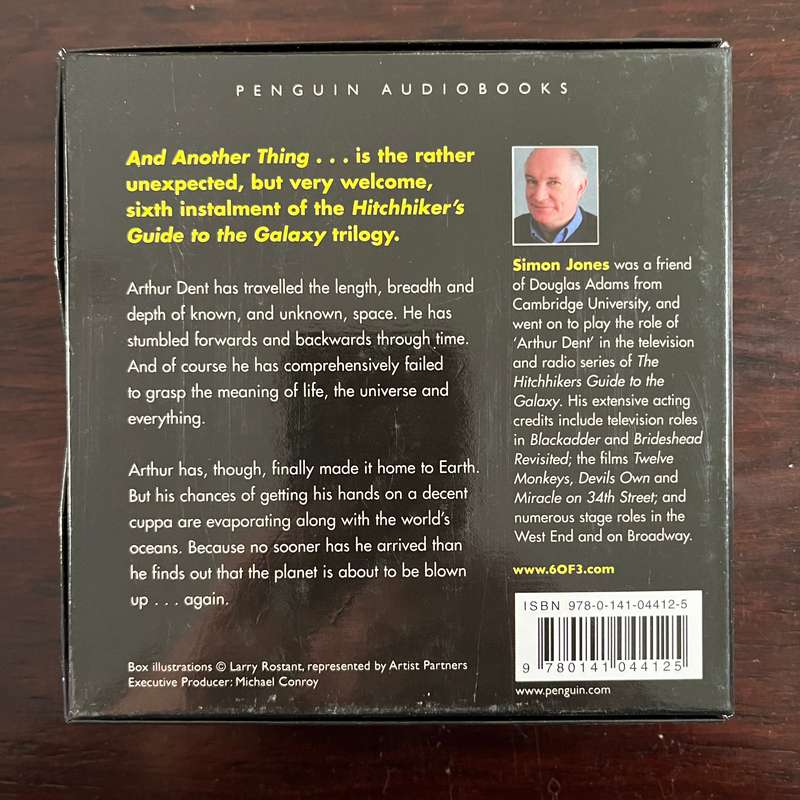 PENGUIN AUDIOBOOKS
And Another Thing . . . is the rather
unexpected, but very welcome,
sixth instalment of the Hitchhiker's
Guide to the Galaxy trilogy.
Arthur Dent has travelled the length, breadth and
depth of known, and unknown, space. He has
stumbled forwards and backwards through time.
And of course he has comprehensively failed
to grasp the meaning of life, the universe and
everything.
Arthur has, though, finally made it home to Earth.
But his chances of getting his hands on a decent
cuppa are evaporating along with the world's
oceans. Because no sooner has he arrived than
he finds out that the planet is about to be blown
up . . . again.
Box illustrations © Larry Rostant, represented by Artist Partners
Executive Producer: Michael Conroy
Simon Jones was a friend
of Douglas Adams from
Cambridge University, and
went on to play the role of
'Arthur Dent' in the television
and radio series of The
Hitchhikers Guide to the
Galaxy. His extensive acting
credits include television roles
in Blackadder and Brideshead
Revisited; the films Twelve
Monkeys, Devils Own and
Miracle on 34th Street; and
numerous stage roles in the
West End and on Broadway.
www.6OF3.com
ISBN 978-0-141-04412-5
9 780141 044125
www.penguin.com